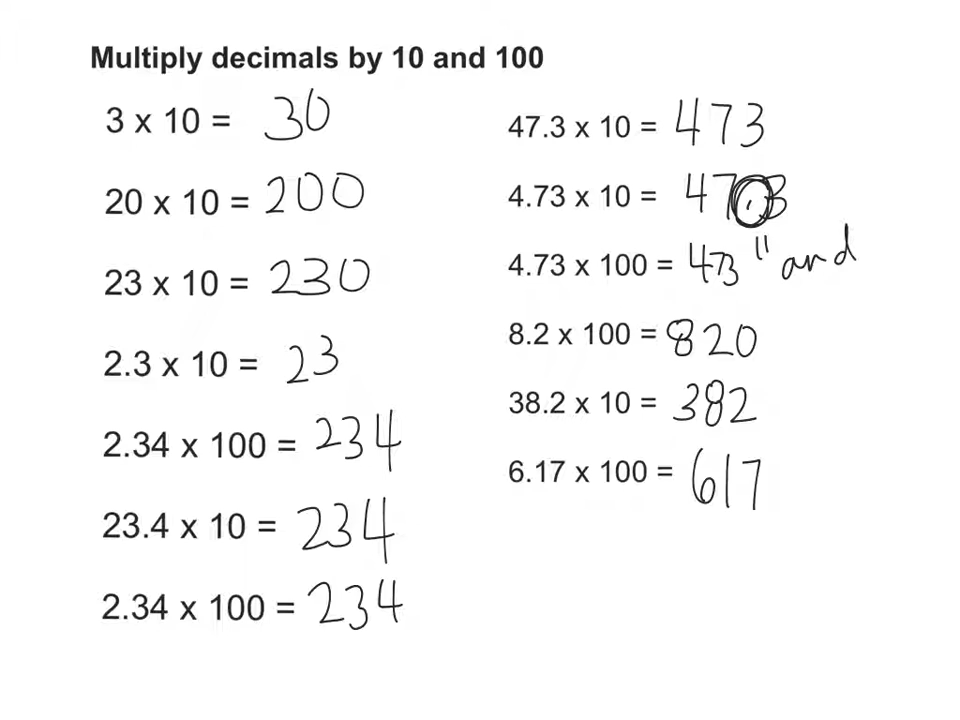 Multiply decimals by 10 and 100
3 x 10 = 30
20 x 10 = 200
23 x 10 = 230
2.3 x 10 = 23
2.34 x 100 = 234
23.4 x 10 = 234
2.34 x 100 = 234
47.3 x 10 = 473
4.73 x 10 = 47.3
4.73 x 100 = 473 " and
8.2 x 100 = 820
38.2 x 10 = 382
6.17 x 100 = 617